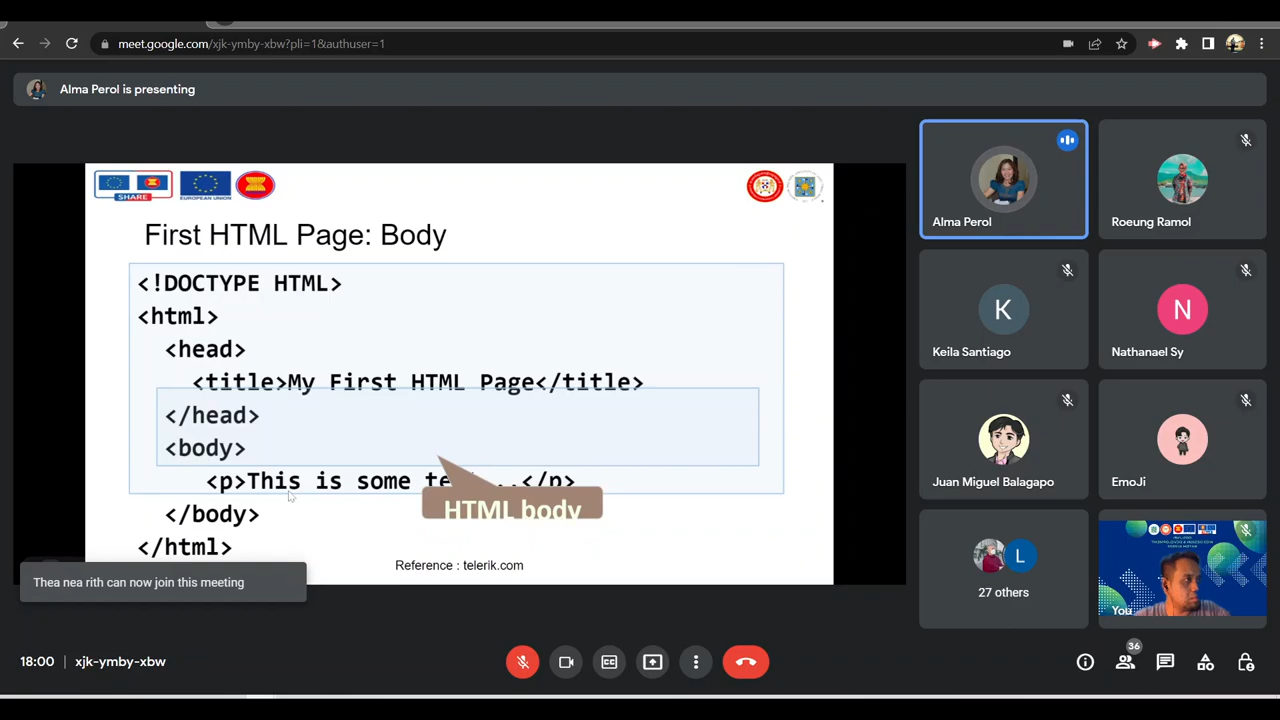 meet.google.com/xjk-ymby-xbw?pli=1&authuser=1
Alma Perol is presenting
SHARE
EUROPEAN UNION
First HTML Page: Body
<!DOCTYPE HTML>
<html>
<head>
<title>My First HTML Page</title>
</head>
<body>
<p>This is some te..</p>
HTML body
</body>
</html>
Reference : telerik.com
Thea nea rith can now join this meeting
Alma Perol
Roeung Ramol
K
Keila Santiago
N
Nathanael Sy
Juan Miguel Balagapo
EmoJi
L
27 others
You
18:00 | xjk-ymby-xbw
36